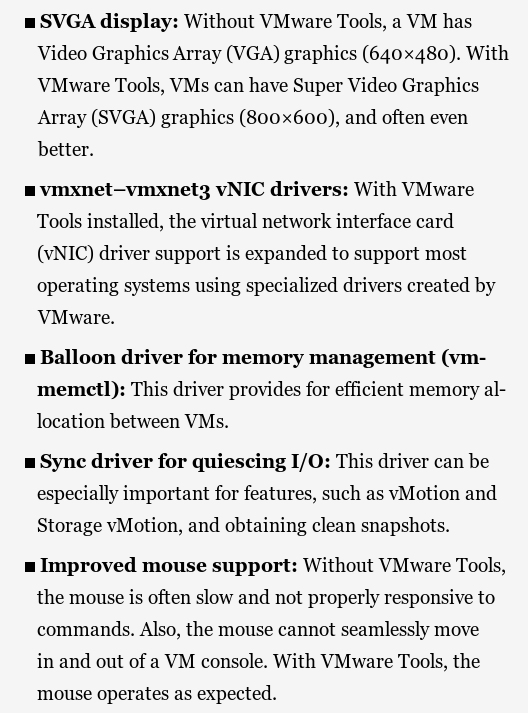 ■ SVGA display: Without VMware Tools, a VM has
Video Graphics Array (VGA) graphics (640×480). With
VMware Tools, VMs can have Super Video Graphics
Array (SVGA) graphics (800×600), and often even
better.
■ vmxnet–vmxnet3 vNIC drivers: With VMware
Tools installed, the virtual network interface card
(vNIC) driver support is expanded to support most
operating systems using specialized drivers created by
VMware.
■ Balloon driver for memory management (vm-
memctl): This driver provides for efficient memory al-
location between VMs.
■ Sync driver for quiescing I/O: This driver can be
especially important for features, such as vMotion and
Storage vMotion, and obtaining clean snapshots.
■ Improved mouse support: Without VMware Tools,
the mouse is often slow and not properly responsive to
commands. Also, the mouse cannot seamlessly move
in and out of a VM console. With VMware Tools, the
mouse operates as expected.